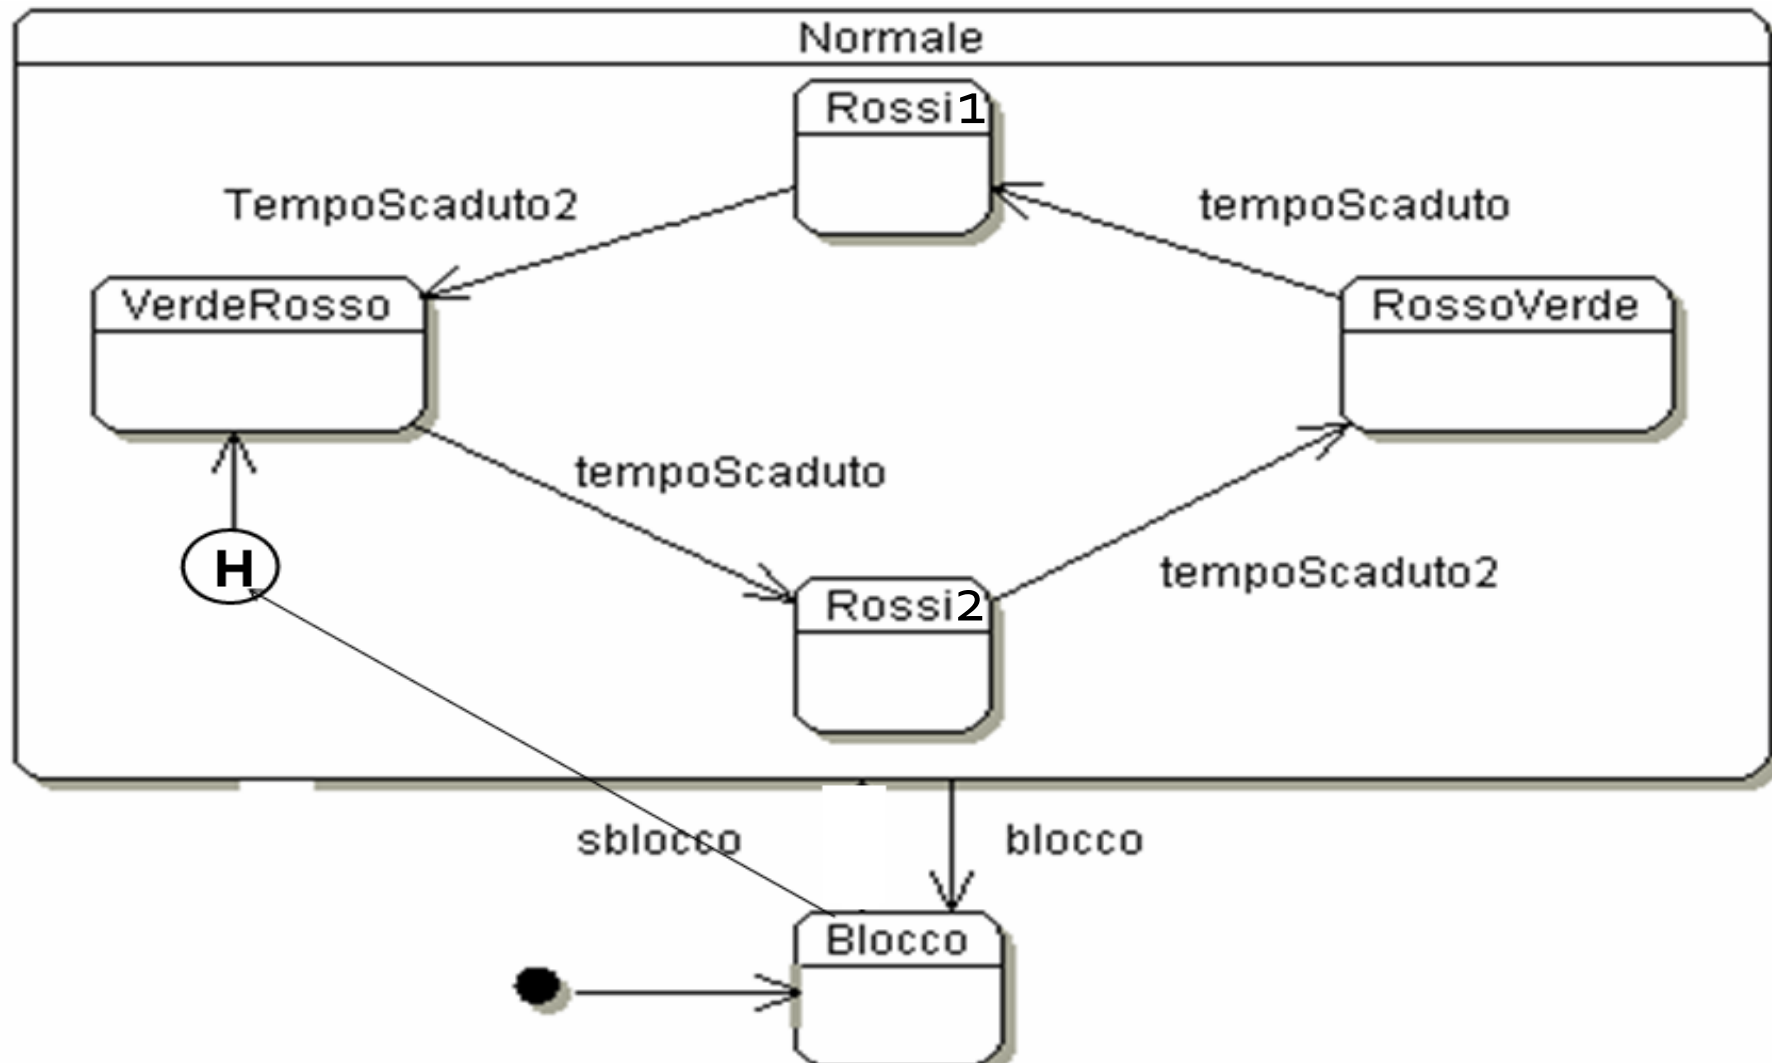 Normale
Rossi1
TempoScaduto2
tempoScaduto
VerdeRosso
RossoVerde
tempoScaduto
H
tempoScaduto2
Rossi2
sblocco
blocco
Blocco